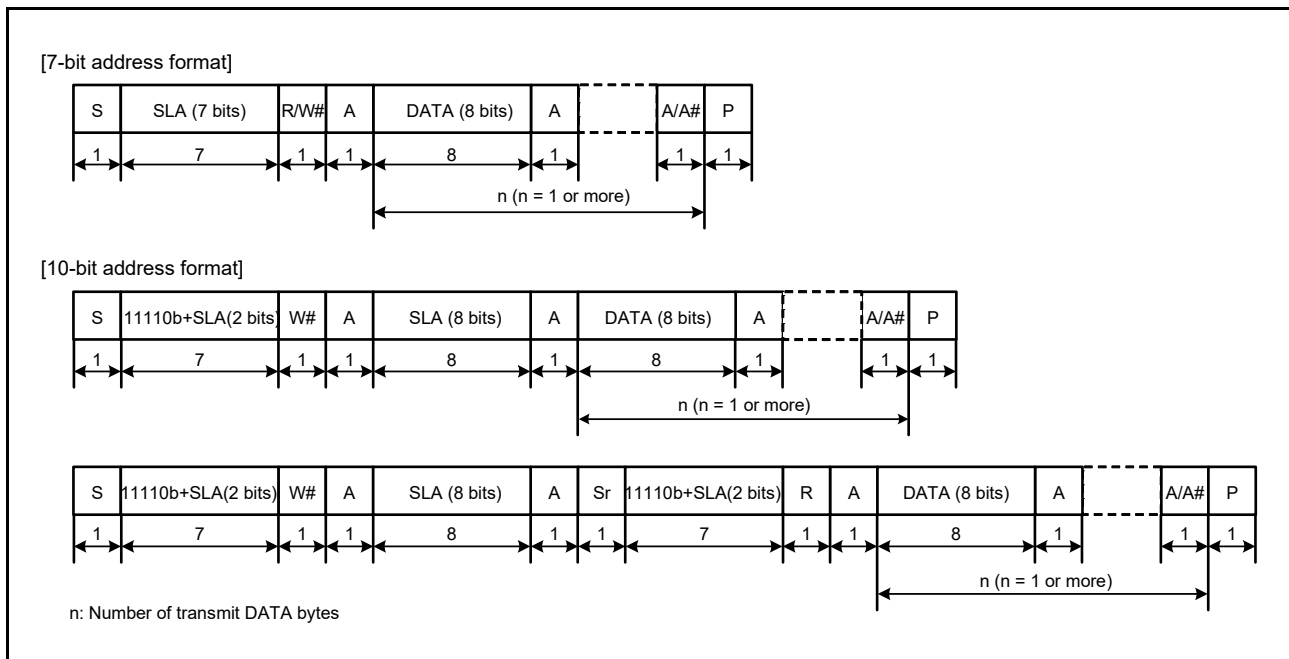 [7-bit address format]
S SLA (7 bits) R/W# A DATA (8 bits) A A/A# P
1 7 1 1 8 1 1 1
n (n = 1 or more)
[10-bit address format]
S 11110b+SLA(2 bits) W# A SLA (8 bits) A DATA (8 bits) A A/A# P
1 7 1 1 8 1 8 1 1 1
n (n = 1 or more)
S 11110b+SLA(2 bits) W# A SLA (8 bits) A Sr 11110b+SLA(2 bits) R A DATA (8 bits) A A/A# P
1 7 1 1 8 1 1 7 1 1 8 1 1 1
n (n = 1 or more)
n: Number of transmit DATA bytes